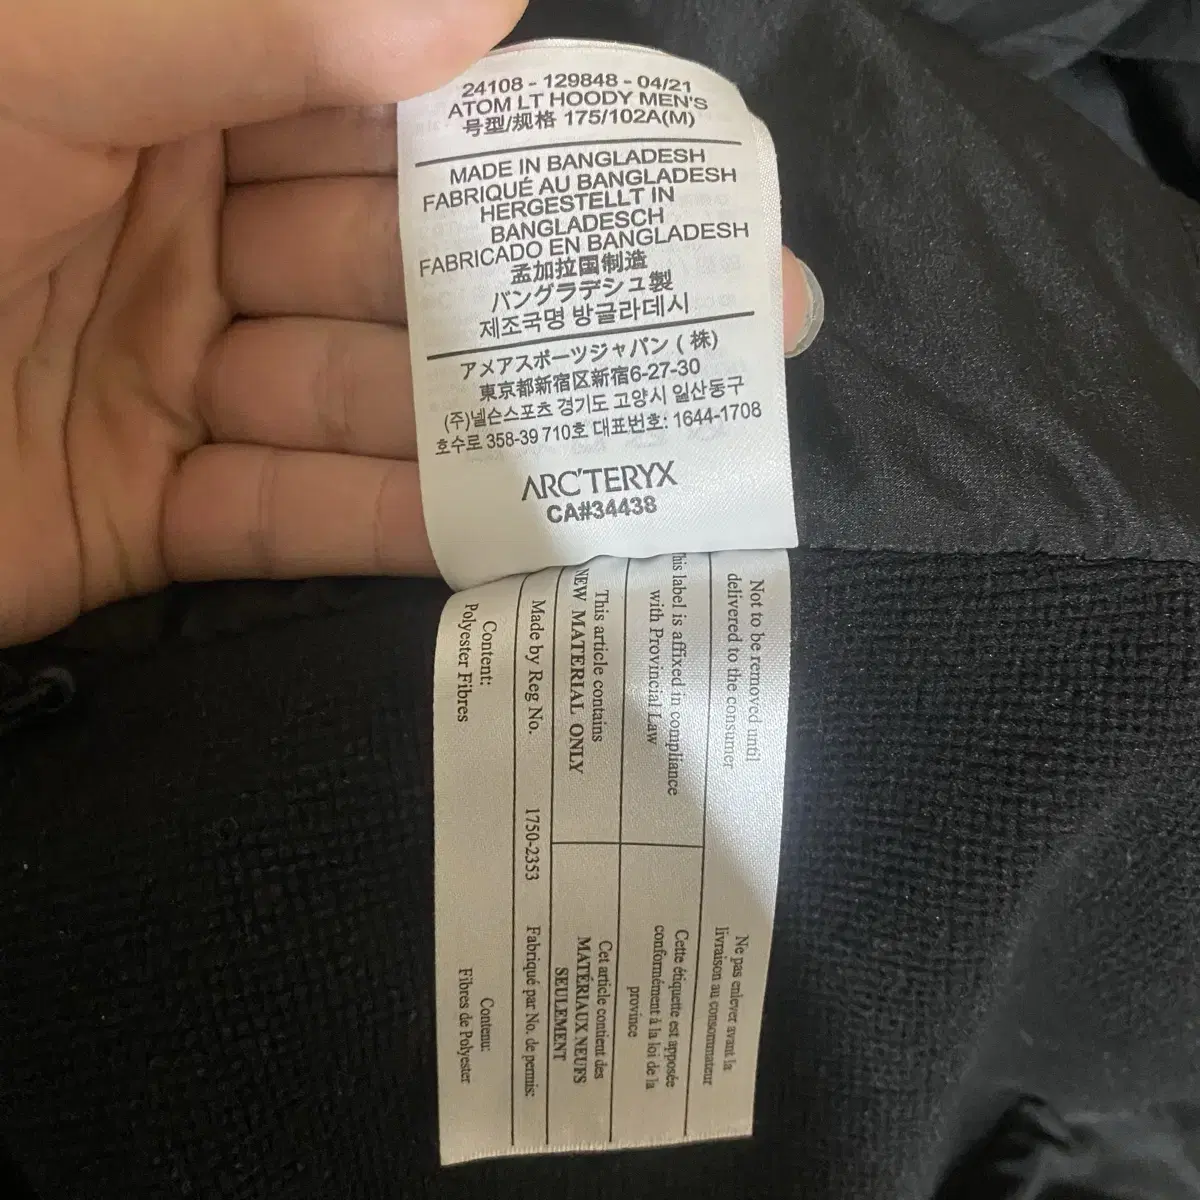 24108 - 129848 - 04/21
ATOM LT HOODY MEN'S
号型/规格 175/102A(M)
MADE IN BANGLADESH
FABRIQUÉ AU BANGLADESH
HERGESTELLT IN
BANGLADESCH
FABRICADO EN BANGLADESH
孟加拉国制造
バングラデシュ製
제조국명 방글라데시
アメアスポーツジャパン ( 株)
東京都新宿区新宿6-27-30
(주)넬슨스포츠 경기도 고양시 일산동구
호수로 358-39 710호 대표번호: 1644-1708
ARC'TERYX
CA#34438
Not to be removed until
delivered to the consumer
Ne pas enlever avant la
livraison au consommateur
his label is affixed in compliance
with Provincial Law
Cette étiquette est apposée
conformément à la loi de la
province
This article contains
NEW MATERIAL ONLY
Cet article contient des
MATÉRIAUX NEUFS
SEULEMENT
Made by Reg No. 1750-2353 Fabriqué par No. de permis:
Content:
Polyester Fibres
Contenu:
Fibres de Polyester